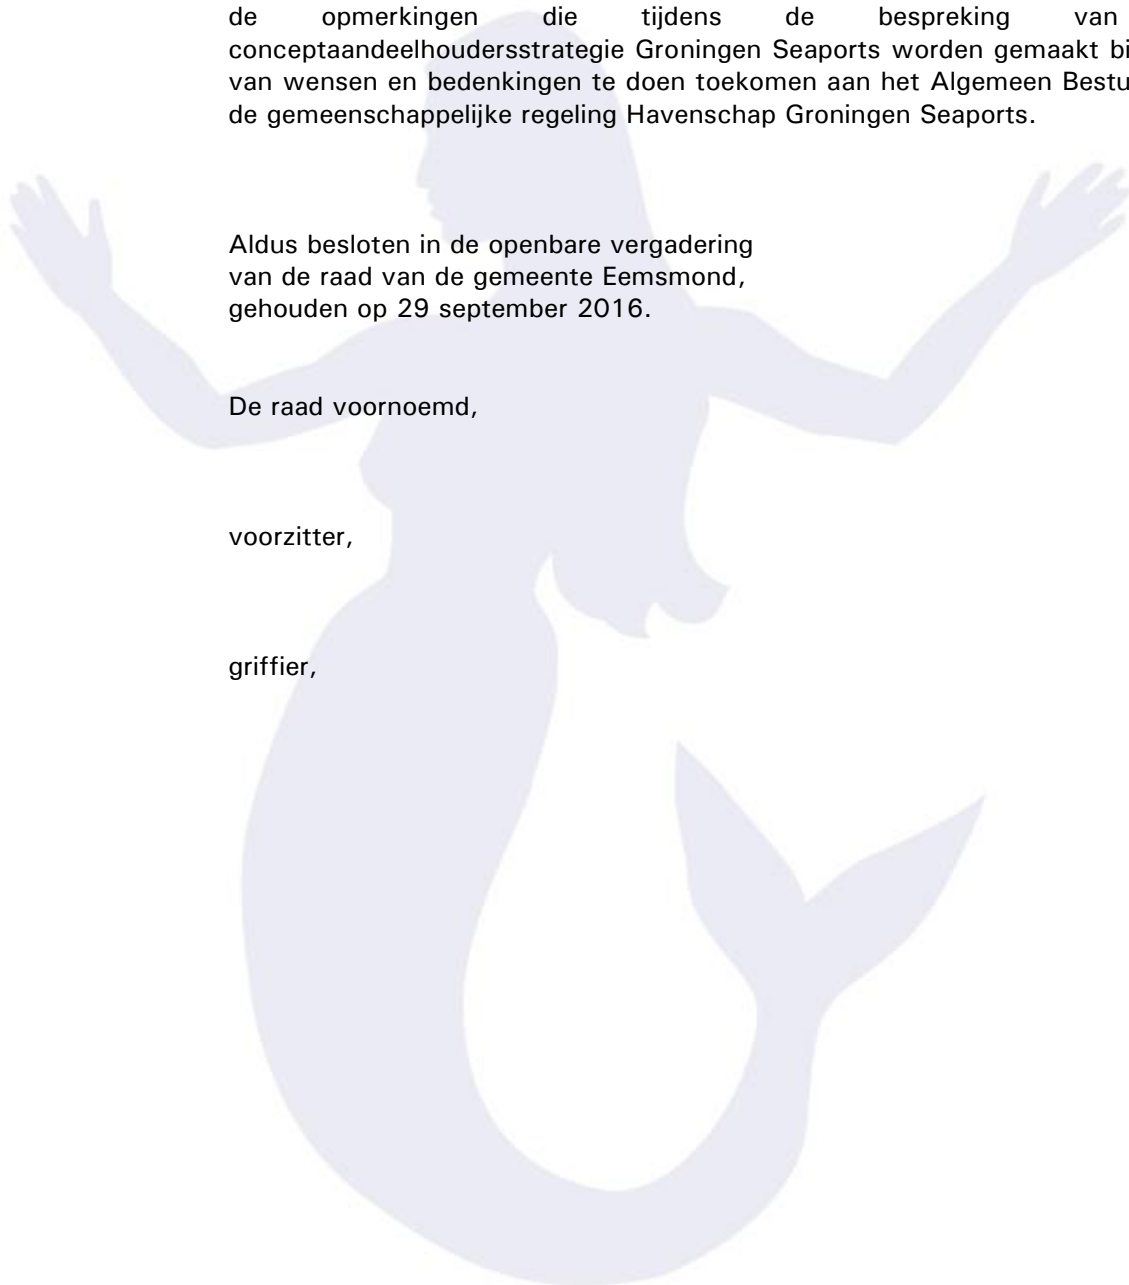 de opmerkingen die tijdens de bespreking van
conceptaandeelhoudersstrategie Groningen Seaports worden gemaakt bi
van wensen en bedenkingen te doen toekomen aan het Algemeen Bestu
de gemeenschappelijke regeling Havenschap Groningen Seaports.
Aldus besloten in de openbare vergadering
van de raad van de gemeente Eemsmond,
gehouden op 29 september 2016.
De raad voornoemd,
voorzitter,
griffier,